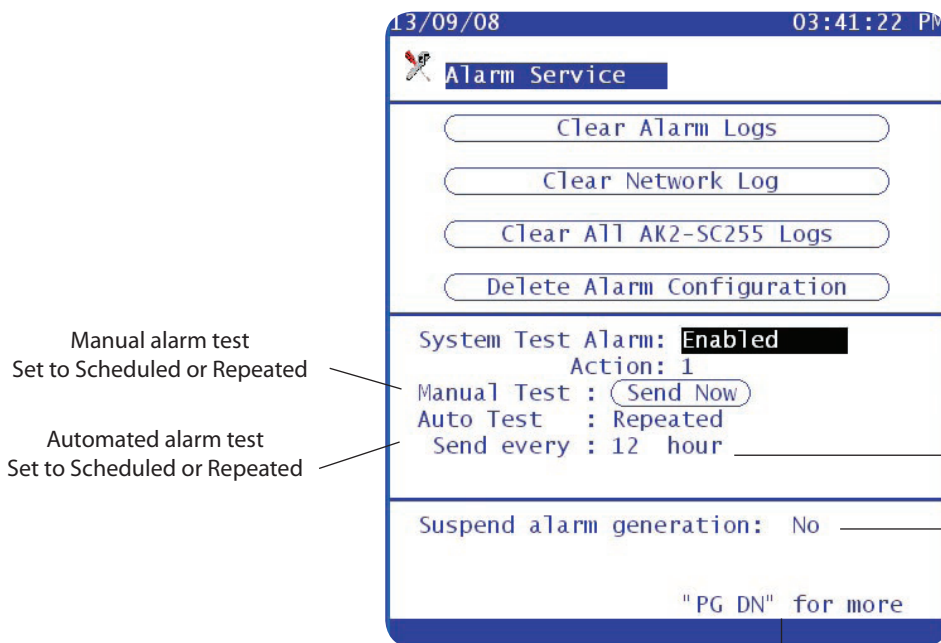 13/09/08 03:41:22 PM
Alarm Service
Clear Alarm Logs
Clear Network Log
Clear All AK2-SC255 Logs
Delete Alarm Configuration
System Test Alarm: Enabled
Action: 1
Manual alarm test
Set to Scheduled or Repeated
Manual Test : Send Now
Auto Test : Repeated
Automated alarm test
Set to Scheduled or Repeated
Send every : 12 hour
Suspend alarm generation: No
"PG DN" for more